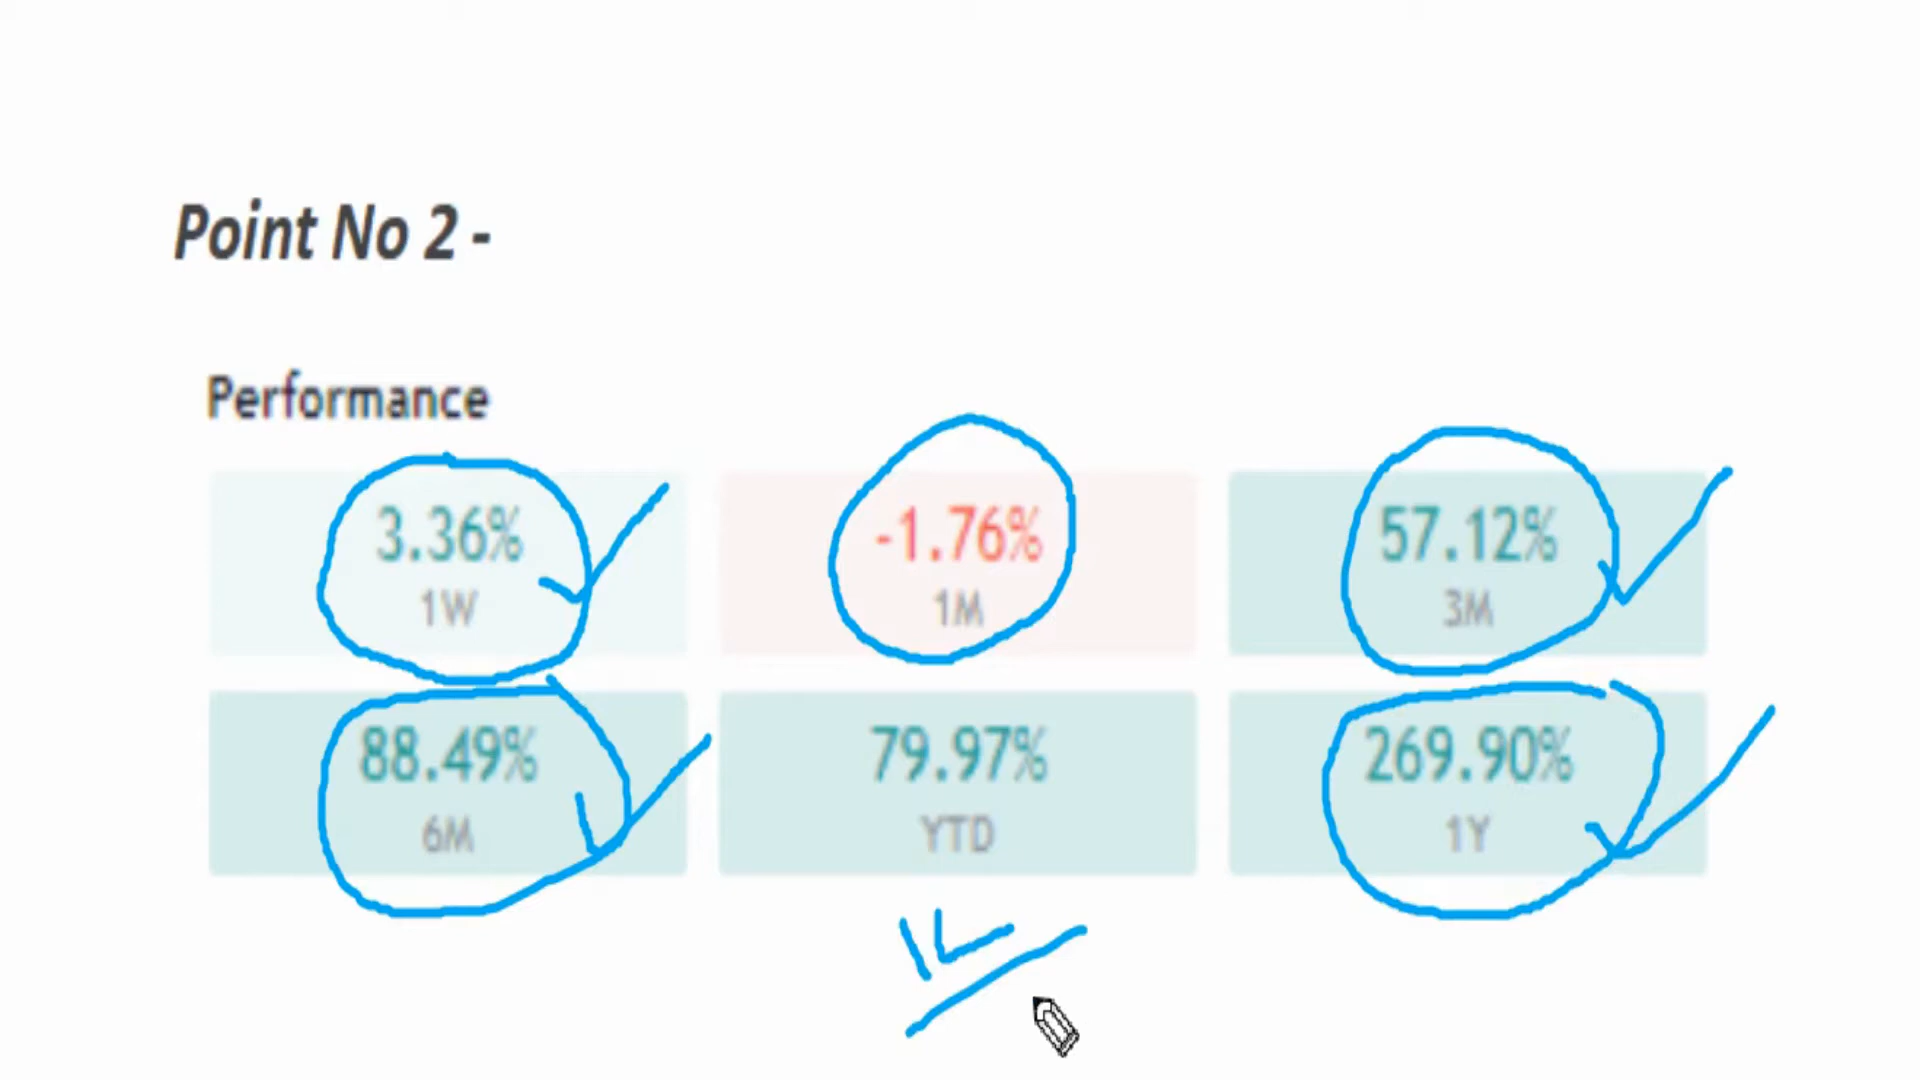 Point No 2 -
Performance
3.36% -1.76% 57.12%
1W 1M 3M
88.49% 79.97% 269.90%
6M YTD 1Y